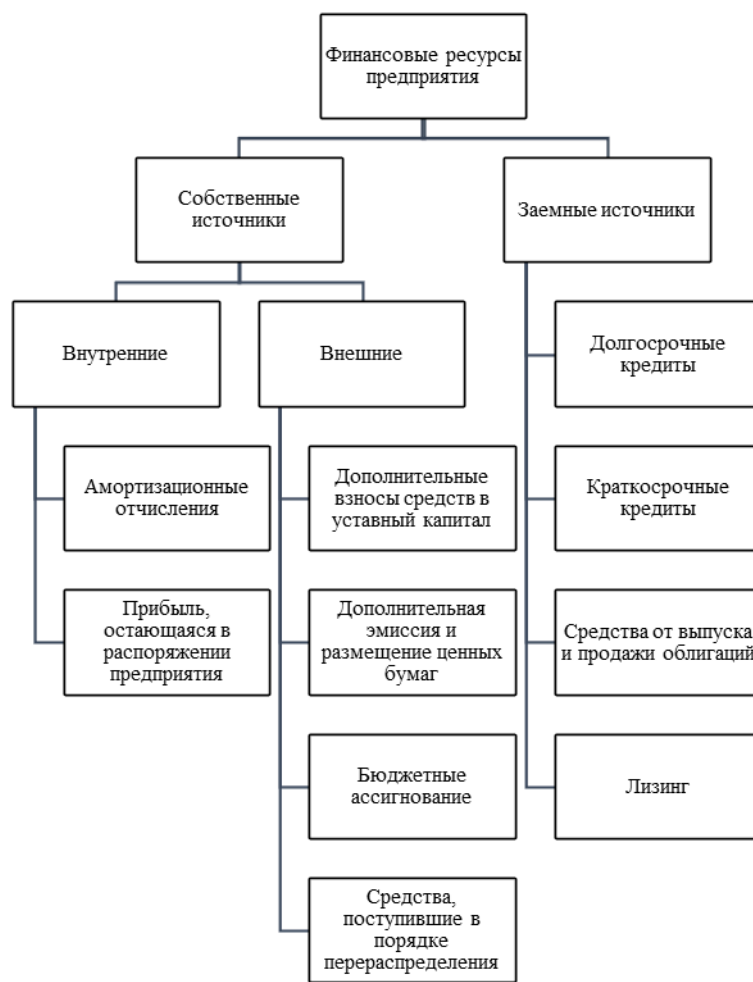 Финансовые ресурсы
предприятия
Собственные
источники
Заемные источники
Внутренние
Внешние
Долгосрочные
кредиты
Амортизационные
отчисления
Дополнительные
взносы средств в
уставный капитал
Краткосрочные
кредиты
Прибыль,
остающаяся в
распоряжении
предприятия
Дополнительная
эмиссия и
размещение ценных
бумаг
Средства от выпуска
и продажи облигаций
Бюджетные
ассигнование
Лизинг
Средства,
поступившие в
порядке
перераспределения